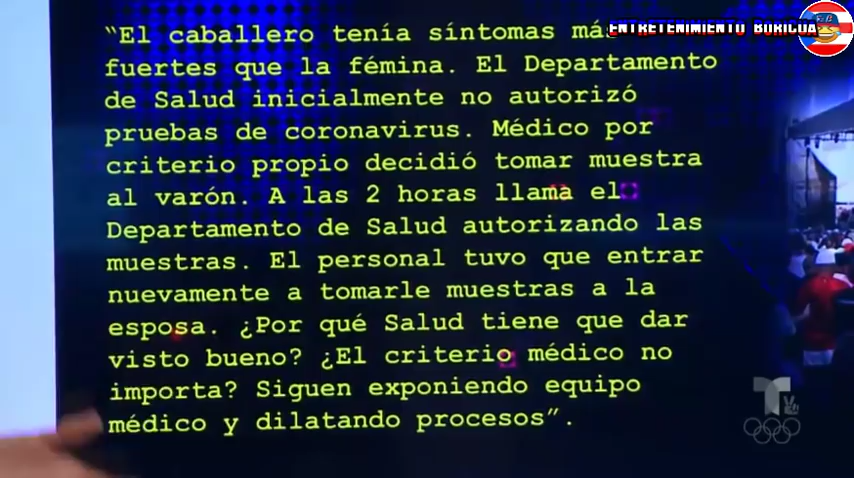 ENTRETENIMIENTO BORICUA
“El caballero tenía síntomas más
fuertes que la fémina. El Departamento
de Salud inicialmente no autorizó
pruebas de coronavirus. Médico por
criterio propio decidió tomar muestra
al varón. A las 2 horas llama el
Departamento de Salud autorizando las
muestras. El personal tuvo que entrar
nuevamente a tomarle muestras a la
esposa. ¿Por qué Salud tiene que dar
visto bueno? ¿El criterio médico no
importa? Siguen exponiendo equipo
médico y dilatando procesos”.